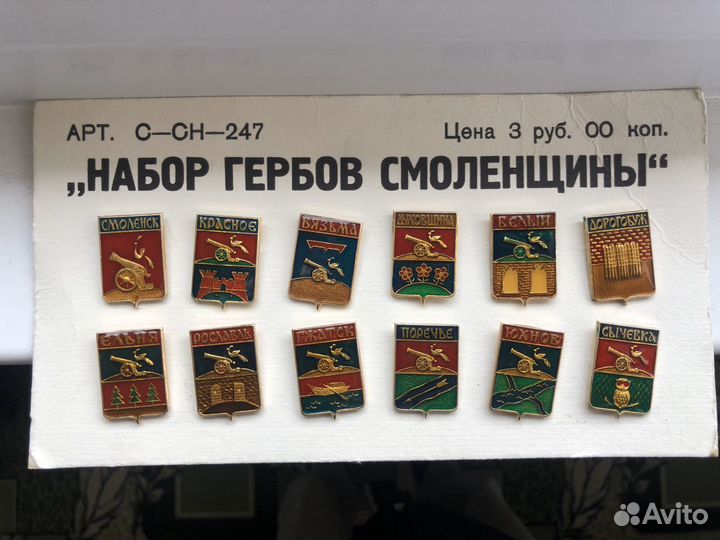 АРТ. С—СН—247 Цена 3 руб. 00 коп.
„НАБОР ГЕРБОВ СМОЛЕНЩИНЫ“
СМОЛЕНСК КРАСНОЕ ВЯЗЬМА ДУХОВЩИНА БЕЛЫЙ ДОРОГОБУЖ
ЕЛЬНЯ РОСЛАВЛЬ ГЖАТСК ПОРЕЧЬЕ ЮХНОВ СЫЧЕВКА
Avito